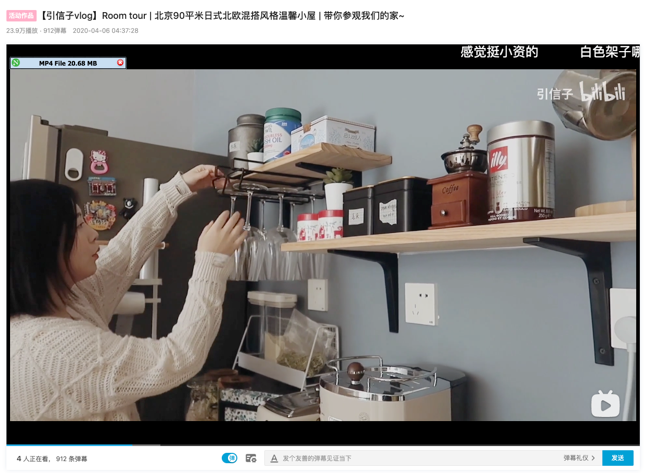 活动作品 【引信子vlog】Room tour | 北京90平米日式北欧混搭风格温馨小屋 | 带你参观我们的家~
23.9万播放 · 912弹幕 2020-04-06 04:37:28
感觉挺小资的 白色架子哪
MP4 File 20.68 MB
引信子 bilibili
illy
Coffee
4 人正在看， 912 条弹幕
弹
A 发个友善的弹幕见证当下
弹幕礼仪 >
发送